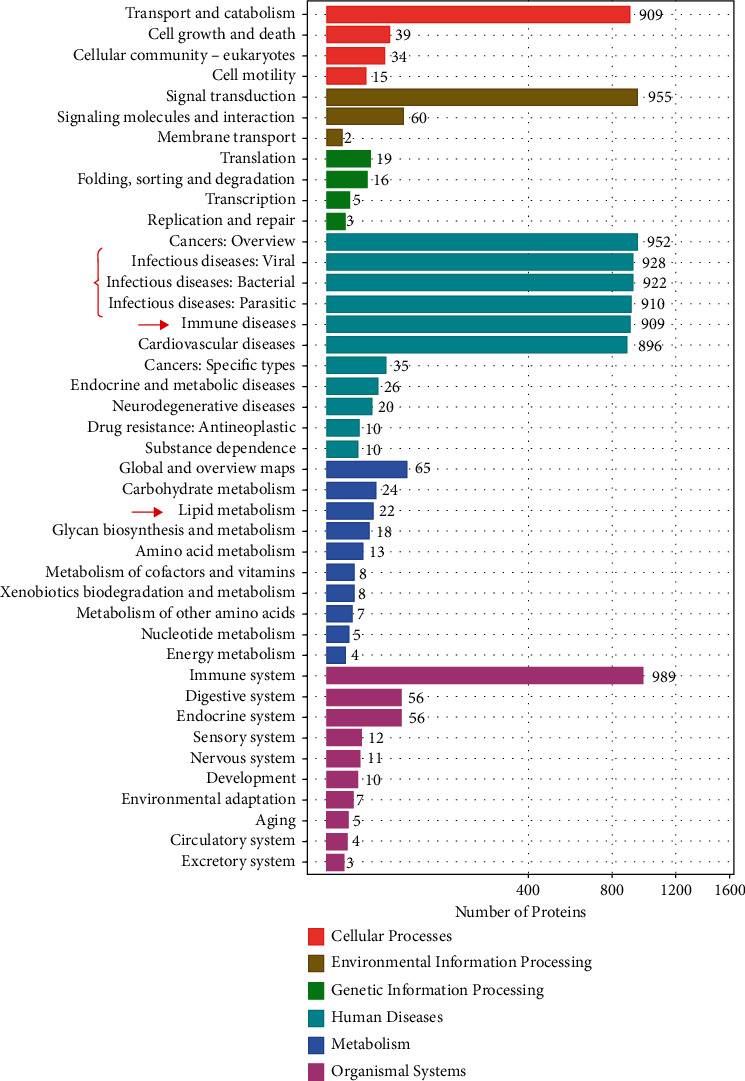 Transport and catabolism 909
Cell growth and death 39
Cellular community – eukaryotes 34
Cell motility 15
Signal transduction 955
Signaling molecules and interaction 60
Membrane transport 2
Translation 19
Folding, sorting and degradation 16
Transcription 5
Replication and repair 3
Cancers: Overview 952
Infectious diseases: Viral 928
Infectious diseases: Bacterial 922
Infectious diseases: Parasitic 910
Immune diseases 909
Cardiovascular diseases 896
Cancers: Specific types 35
Endocrine and metabolic diseases 26
Neurodegenerative diseases 20
Drug resistance: Antineoplastic 10
Substance dependence 10
Global and overview maps 65
Carbohydrate metabolism 24
Lipid metabolism 22
Glycan biosynthesis and metabolism 18
Amino acid metabolism 13
Metabolism of cofactors and vitamins 8
Xenobiotics biodegradation and metabolism 8
Metabolism of other amino acids 7
Nucleotide metabolism 5
Energy metabolism 4
Immune system 989
Digestive system 56
Endocrine system 56
Sensory system 12
Nervous system 11
Development 10
Environmental adaptation 7
Aging 5
Circulatory system 4
Excretory system 3
400 800 1200 1600
Number of Proteins
Cellular Processes
Environmental Information Processing
Genetic Information Processing
Human Diseases
Metabolism
Organismal Systems